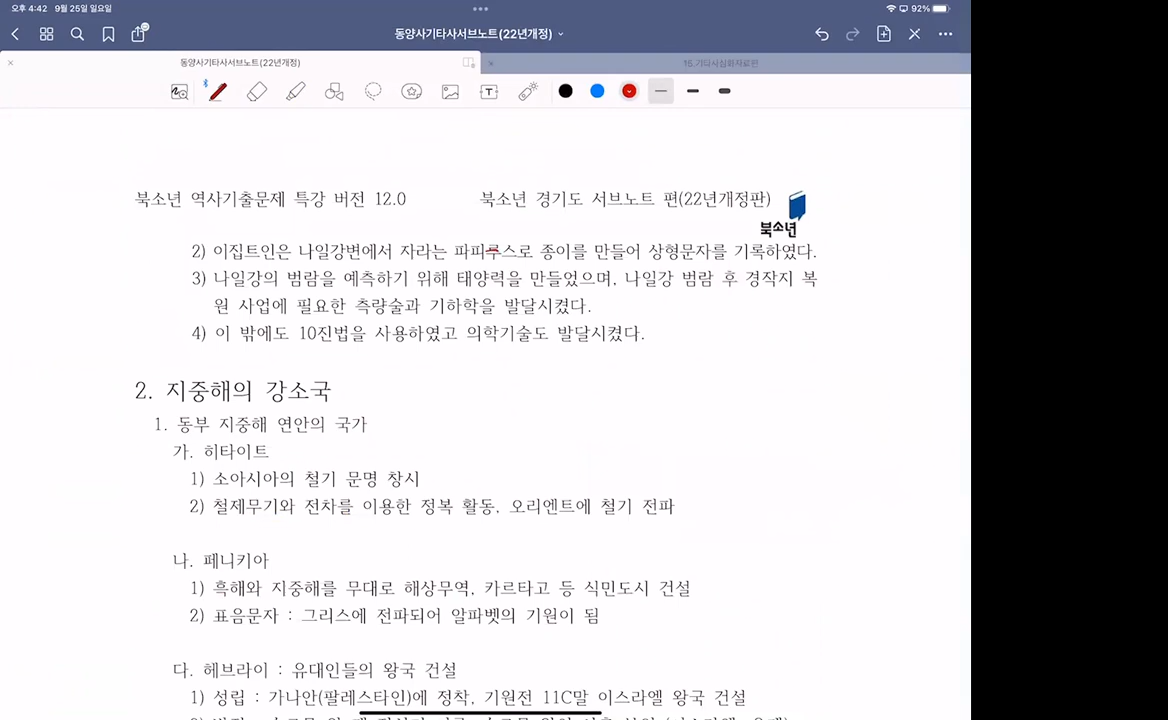 오후 4:42 9월 25일 일요일
92%
동양사기타사서브노트(22년개정)
동양사기타사서브노트(22년개정)
15.기타사심화자료편
T
북소년 역사기출문제 특강 버전 12.0 북소년 경기도 서브노트 편(22년개정판)
북소년
2) 이집트인은 나일강변에서 자라는 파피루스로 종이를 만들어 상형문자를 기록하였다.
3) 나일강의 범람을 예측하기 위해 태양력을 만들었으며, 나일강 범람 후 경작지 복
원 사업에 필요한 측량술과 기하학을 발달시켰다.
4) 이 밖에도 10진법을 사용하였고 의학기술도 발달시켰다.
2. 지중해의 강소국
1. 동부 지중해 연안의 국가
가. 히타이트
1) 소아시아의 철기 문명 창시
2) 철제무기와 전차를 이용한 정복 활동, 오리엔트에 철기 전파
나. 페니키아
1) 흑해와 지중해를 무대로 해상무역, 카르타고 등 식민도시 건설
2) 표음문자 : 그리스에 전파되어 알파벳의 기원이 됨
다. 헤브라이 : 유대인들의 왕국 건설
1) 성립 : 가나안(팔레스타인)에 정착, 기원전 11C말 이스라엘 왕국 건설